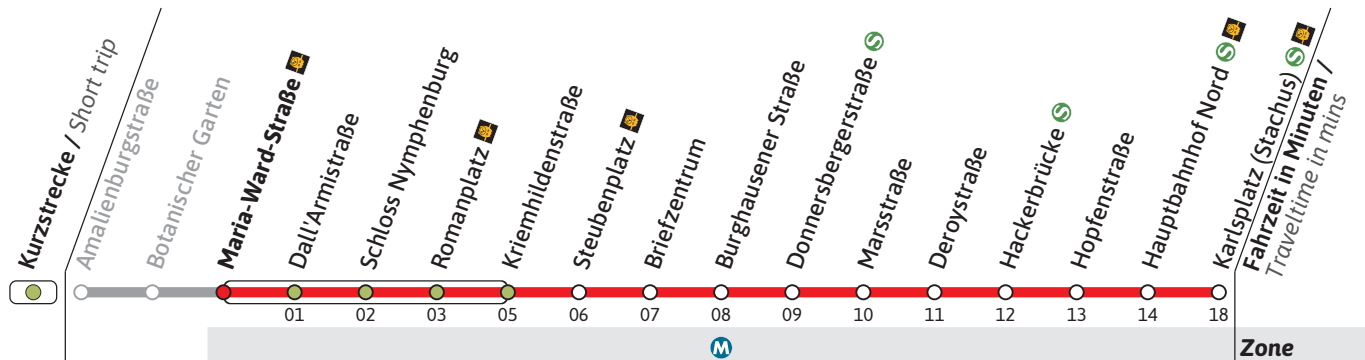 Kurzstrecke / Short trip
Amalienburgstraße
Botanischer Garten
Maria-Ward-Straße
Dall'Armistraße
Schloss Nymphenburg
Romanplatz
Kriemhildenstraße
Steubenplatz
Briefzentrum
Burghausener Straße
Donnersbergerstraße S
Marsstraße
Deroystraße
Hackerbrücke S
Hopfenstraße
Hauptbahnhof Nord S
Karlsplatz (Stachus) S
Fahrzeit in Minuten /
Traveltime in mins
01 02 03 05 06 07 08 09 10 11 12 13 14 18
M Zone